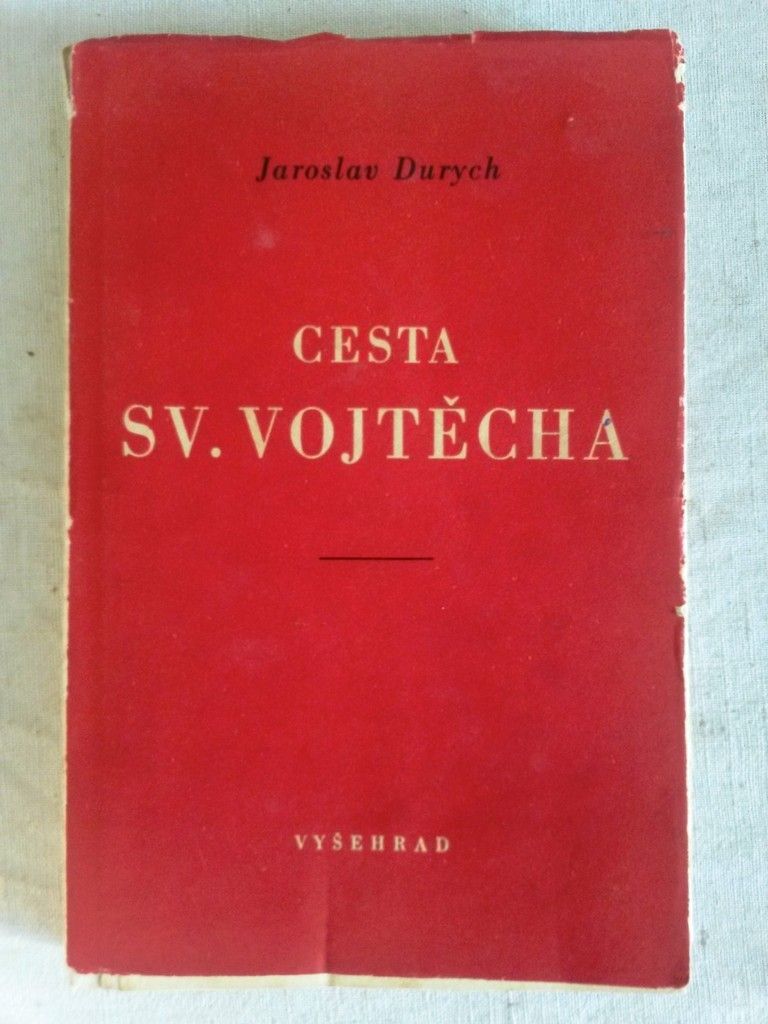 Jaroslav Durych
CESTA
SV. VOJTĚCHA
VYŠEHRAD